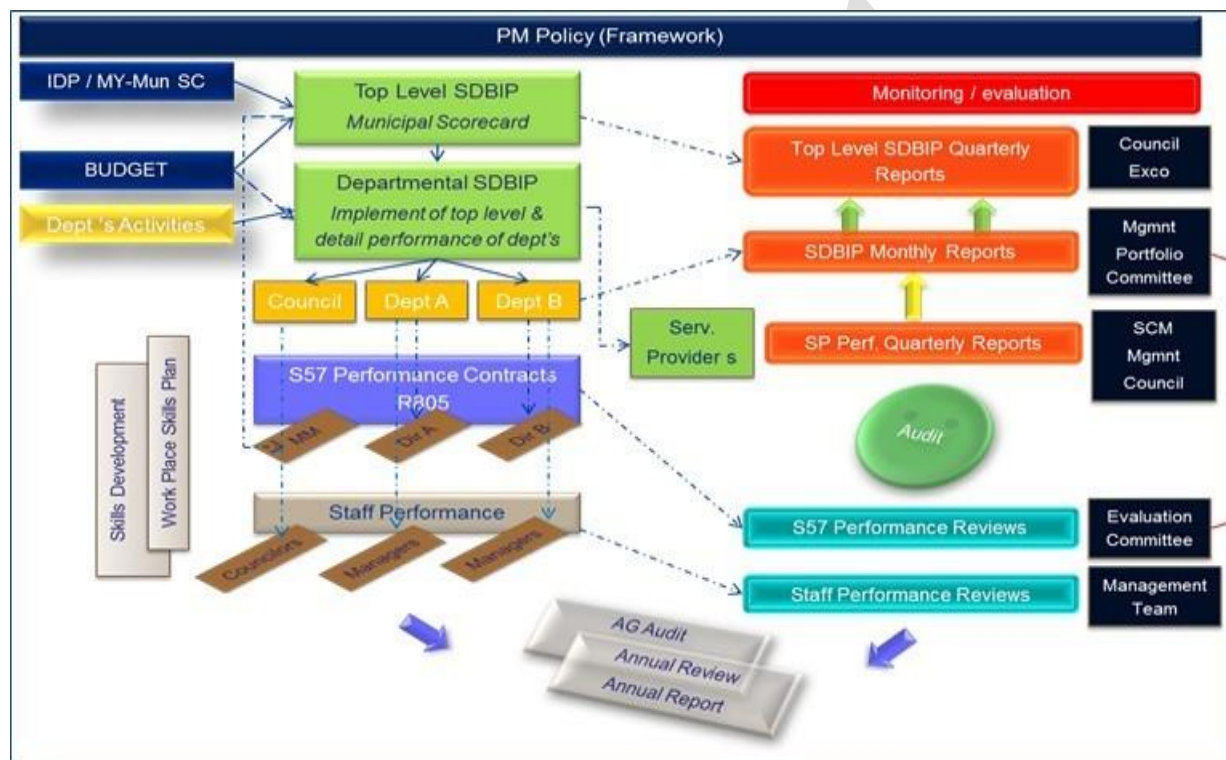 PM Policy (Framework)
IDP / MY-Mun SC
BUDGET
Dept 's Activities
Top Level SDBIP
Municipal Scorecard
Departmental SDBIP
Implement of top level &
detail performance of dept's
Council
Dept A
Dept B
Serv.
Provider s
S57 Performance Contracts
R805
MM
Dir A
Dir B
Staff Performance
Councilors
Managers
Managers
Skills Development
Work Place Skills Plan
Monitoring / evaluation
Top Level SDBIP Quarterly
Reports
Council
Exco
SDBIP Monthly Reports
Mgmnt
Portfolio
Committee
SP Perf. Quarterly Reports
SCM
Mgmnt
Council
Audit
S57 Performance Reviews
Evaluation
Committee
Staff Performance Reviews
Management
Team
AG Audit
Annual Review
Annual Report